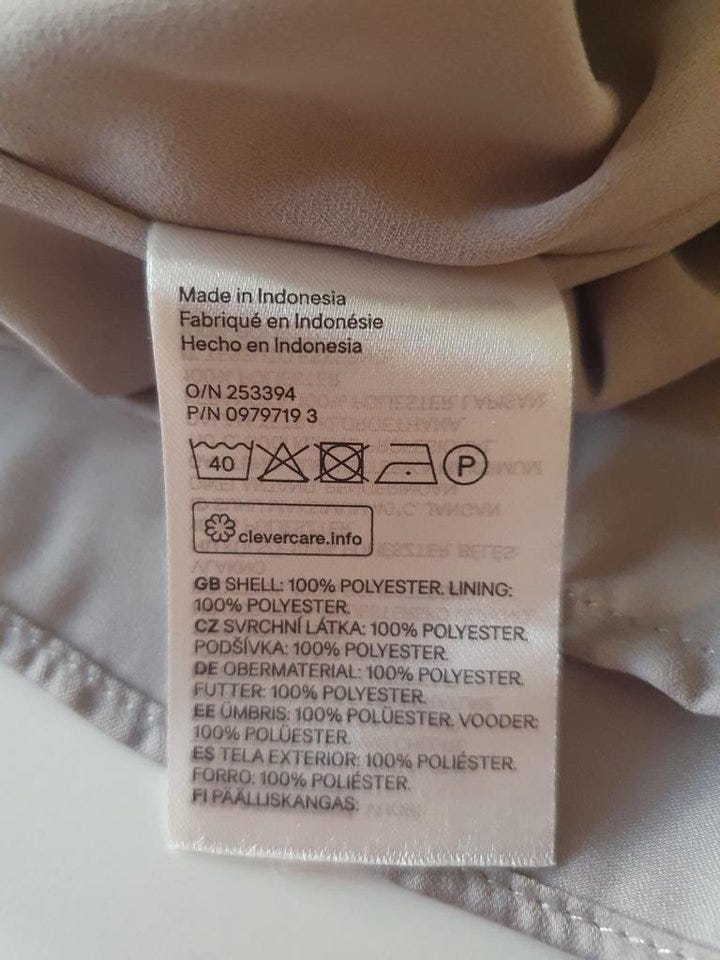 Made in Indonesia
Fabriqué en Indonésie
Hecho en Indonesia
O/N 253394
P/N 0979719 3
40 P
clevercare.info
GB SHELL: 100% POLYESTER. LINING:
100% POLYESTER.
CZ SVRCHNÍ LÁTKA: 100% POLYESTER.
PODŠÍVKA: 100% POLYESTER.
DE OBERMATERIAL: 100% POLYESTER.
FUTTER: 100% POLYESTER.
EE ÜMBRIS: 100% POLÜESTER. VOODER:
100% POLÜESTER.
ES TELA EXTERIOR: 100% POLIÉSTER.
FORRO: 100% POLIÉSTER.
FI PÄÄLLISKANGAS: